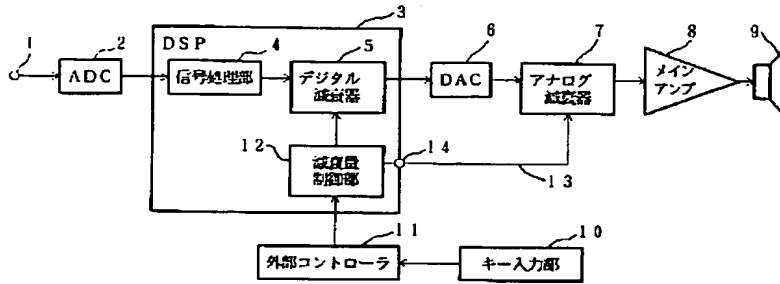 3
1
2
DSP
4
5
6
7
8
9
ADC
信号処理部
デジタル
減衰器
DAC
アナログ
減衰器
メイン
アンプ
12
減衰量
制御部
14
13
11
10
外部コントローラ
キー入力部